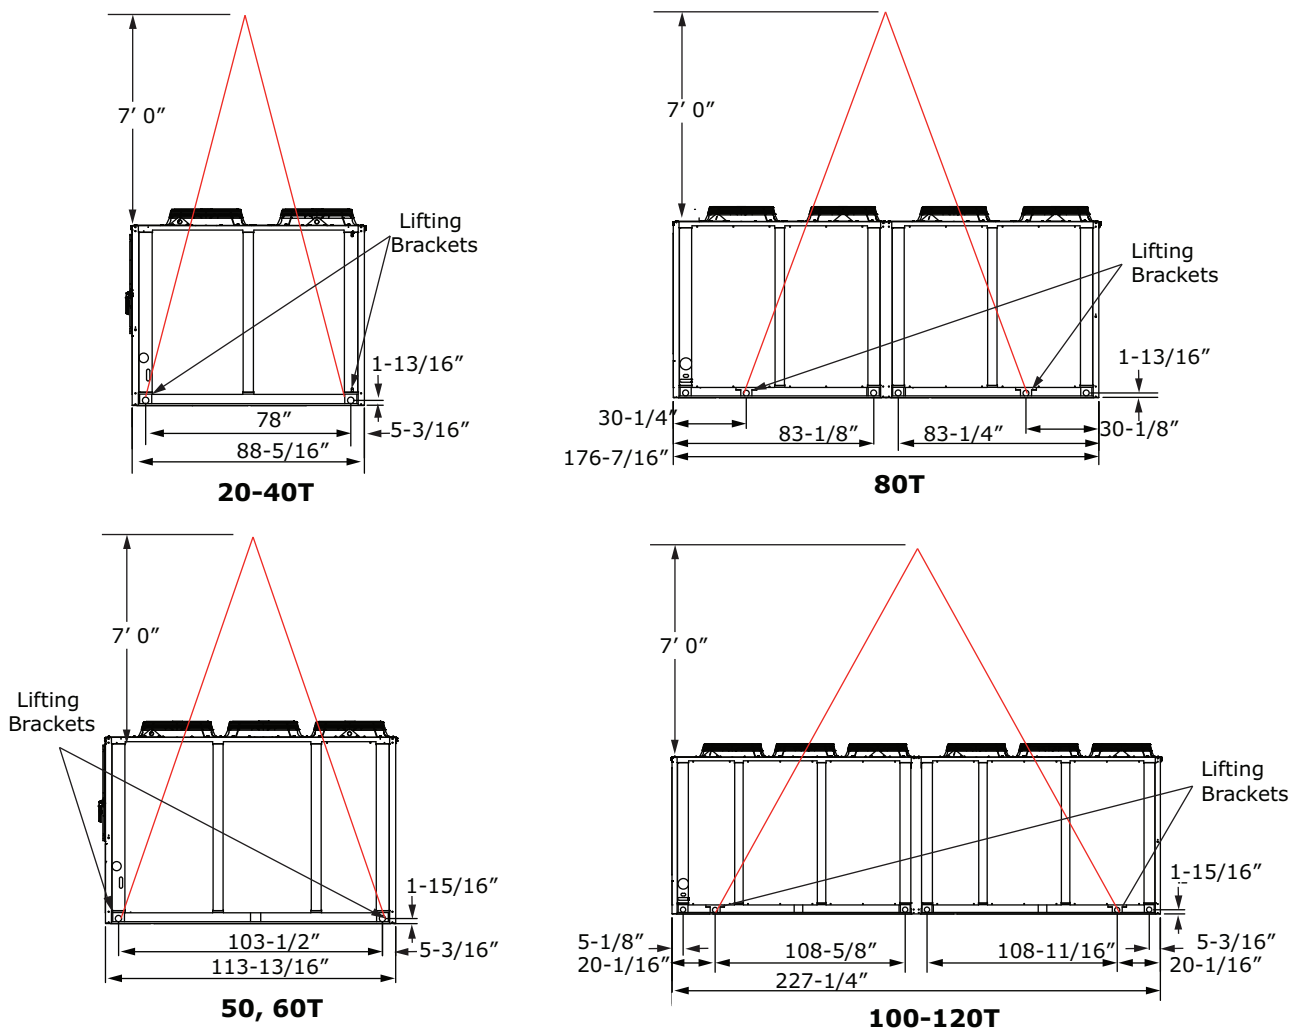 7’ 0”
Lifting
Brackets
1-13/16”
78”
5-3/16”
88-5/16”
20-40T
7’ 0”
Lifting
Brackets
1-13/16”
30-1/4”
83-1/8”
83-1/4”
30-1/8”
176-7/16”
80T
7’ 0”
Lifting
Brackets
1-15/16”
103-1/2”
5-3/16”
113-13/16”
50, 60T
7’ 0”
Lifting
Brackets
1-15/16”
5-1/8”
108-5/8”
108-11/16”
5-3/16”
20-1/16”
20-1/16”
227-1/4”
100-120T